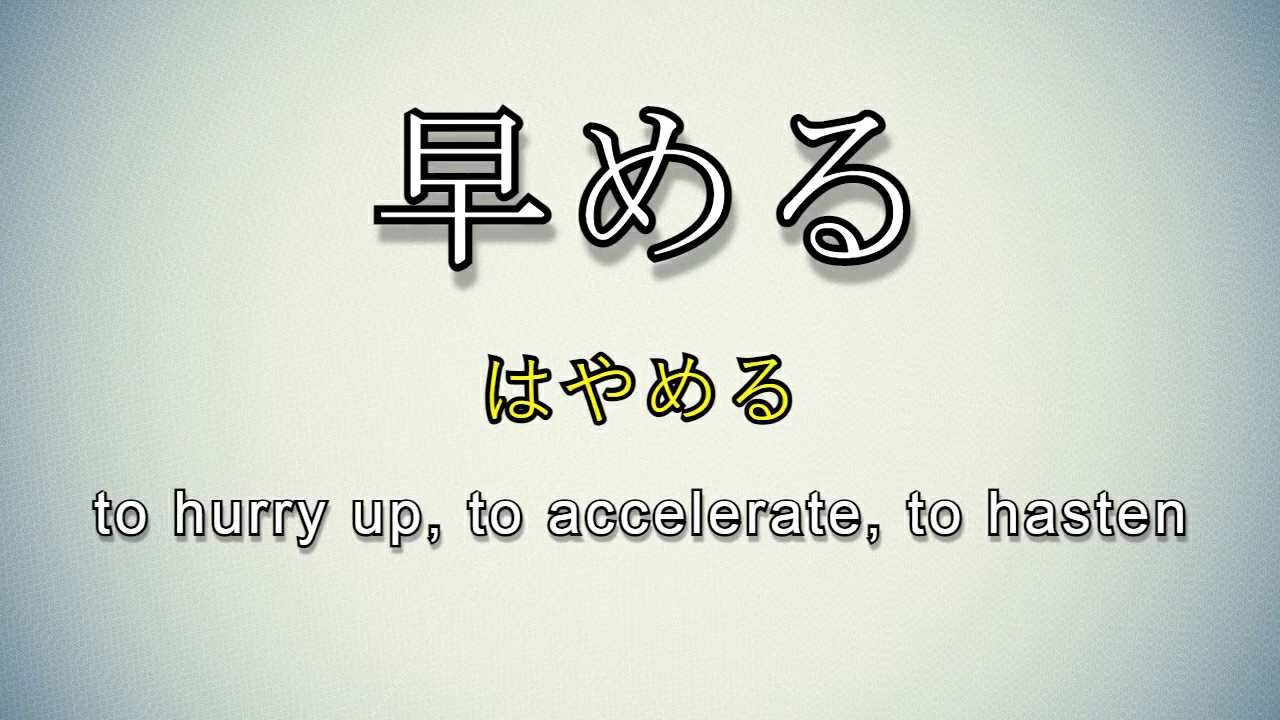 早める
はやめる
to hurry up, to accelerate, to hasten